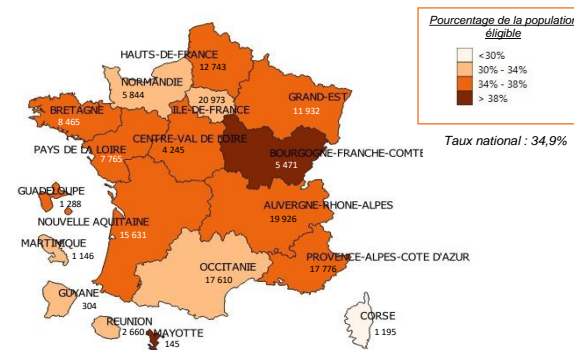 Pourcentage de la population
éligible
<30%
30% - 34%
34% - 38%
> 38%
Taux national : 34,9%
HAUTS-DE-FRANCE
12 743
NORMANDIE
5 844
20 973
ILE-DE-FRANCE
GRAND-EST
11 932
BRETAGNE
8 465
CENTRE-VAL DE LOIRE
4 245
PAYS DE LA LOIRE
7 765
BOURGOGNE-FRANCHE-COMTE
5 471
GUADELOUPE
1 288
AUVERGNE-RHONE-ALPES
19 926
NOUVELLE AQUITAINE
15 631
MARTINIQUE
1 146
OCCITANIE
17 610
PROVENCE-ALPES-COTE D'AZUR
17 776
GUYANE
304
REUNION
2 660
MAYOTTE
145
CORSE
1 195